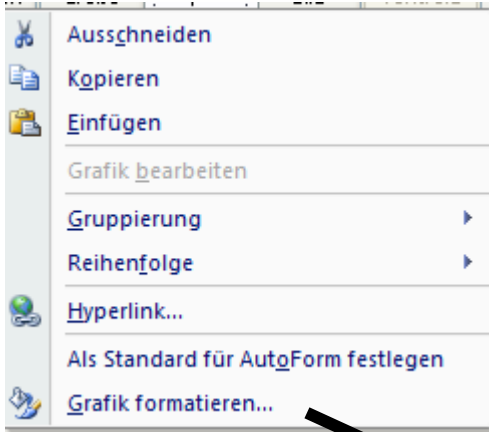 Ausschneiden
Kopieren
Einfügen
Grafik bearbeiten
Gruppierung
Reihenfolge
Hyperlink...
Als Standard für AutoForm festlegen
Grafik formatieren...